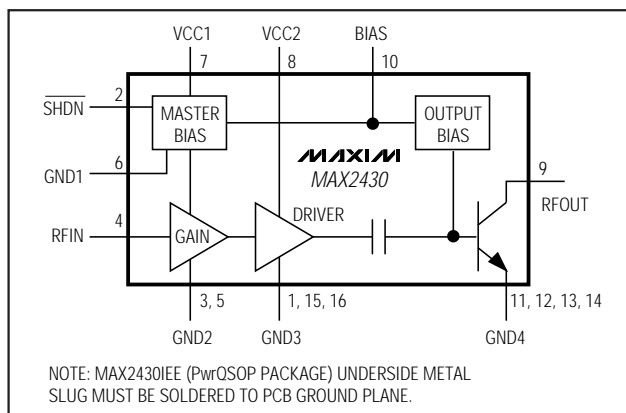 VCC1 VCC2 BIAS
7 8 10
2
SHDN
MASTER
BIAS
OUTPUT
BIAS
6
GND1
MAXIM
MAX2430
9
RFOUT
4
RFIN
GAIN
DRIVER
3, 5 1, 15, 16 11, 12, 13, 14
GND2 GND3 GND4
NOTE: MAX2430IEE (PwrQSOP PACKAGE) UNDERSIDE METAL
SLUG MUST BE SOLDERED TO PCB GROUND PLANE.